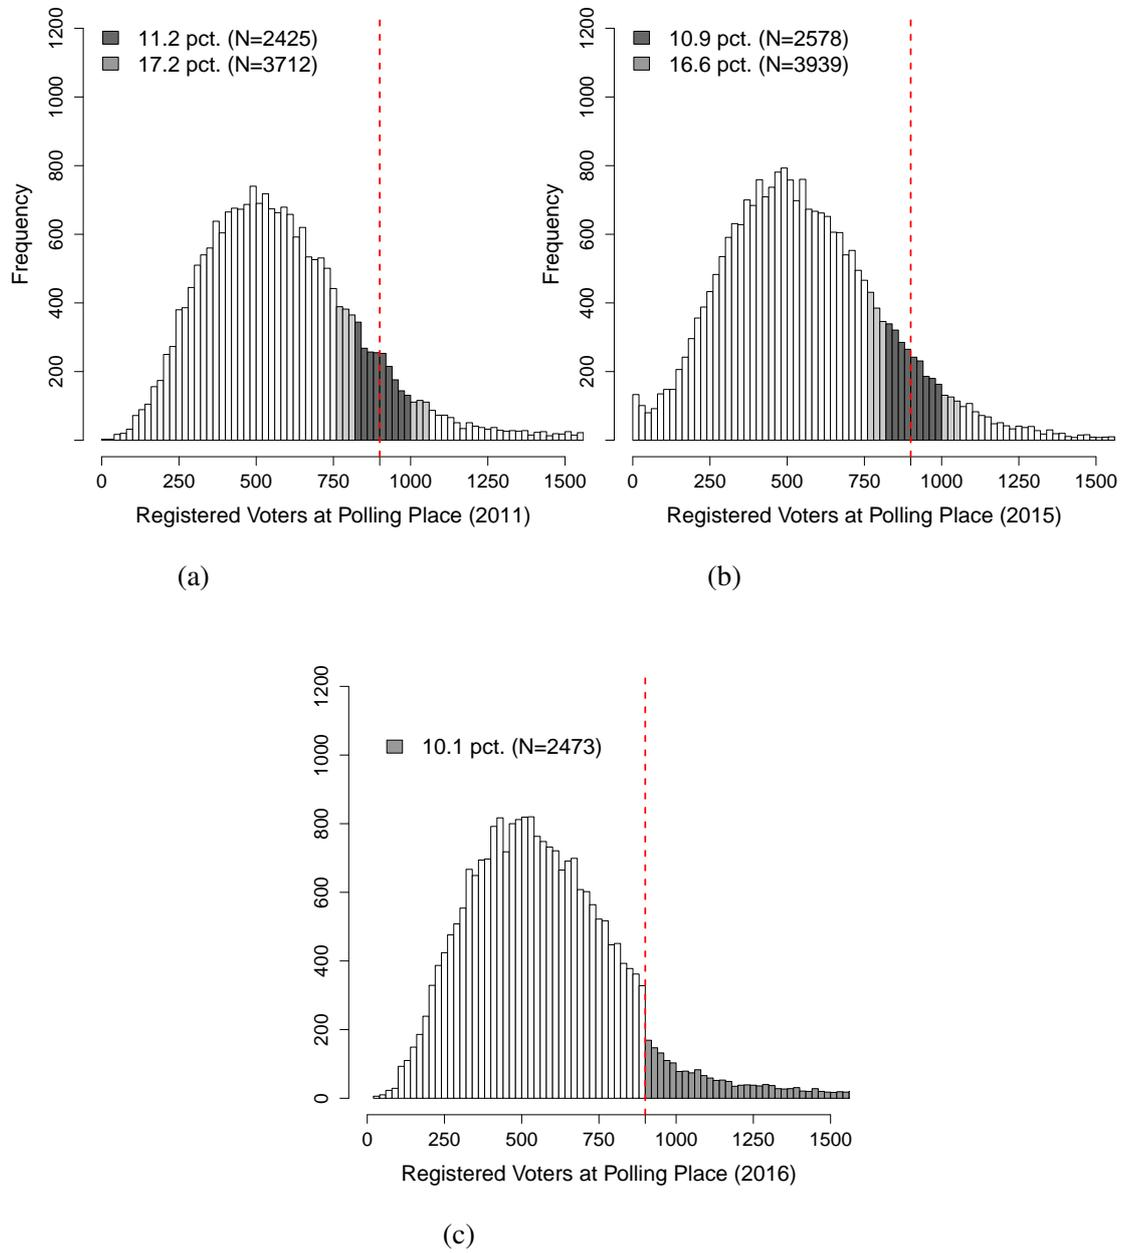 11.2 pct. (N=2425)
17.2 pct. (N=3712)
Frequency
200 400 600 800 1000 1200
0 250 500 750 1000 1250 1500
Registered Voters at Polling Place (2011)
(a)
10.9 pct. (N=2578)
16.6 pct. (N=3939)
Frequency
200 400 600 800 1000 1200
0 250 500 750 1000 1250 1500
Registered Voters at Polling Place (2015)
(b)
10.1 pct. (N=2473)
0 200 400 600 800 1000 1200
0 250 500 750 1000 1250 1500
Registered Voters at Polling Place (2016)
(c)